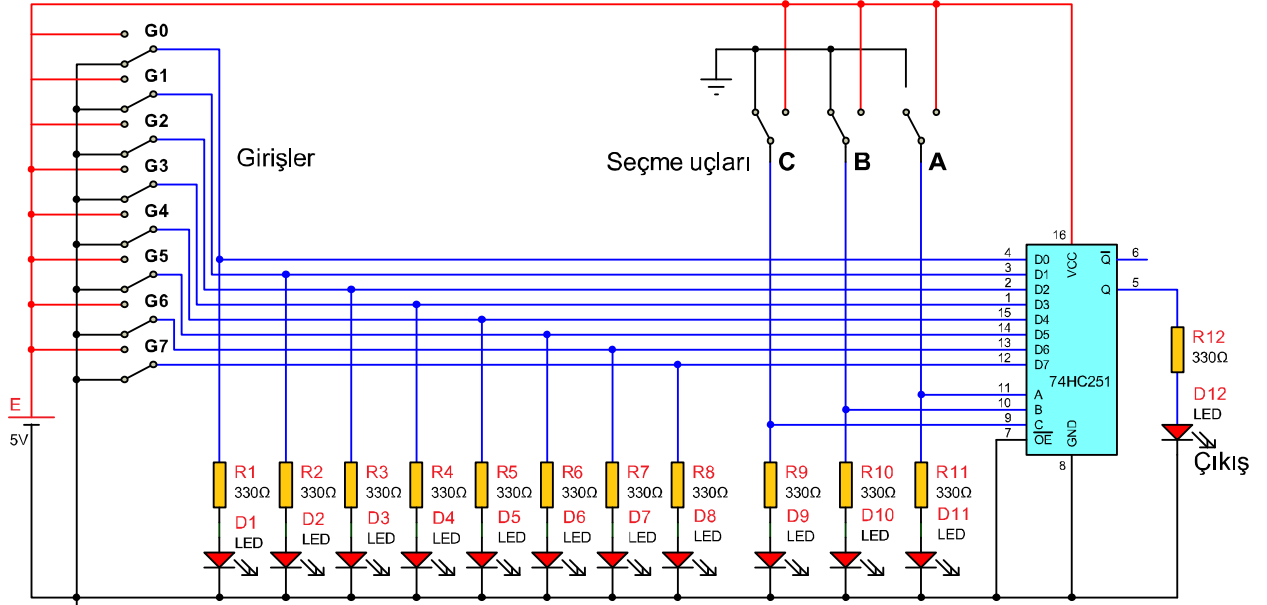 G0
G1
G2
G3
G4
G5
G6
G7
Girişler
Seçme uçları
C
B
A
E
5V
16
VCC
4
D0
3
D1
2
D2
1
D3
15
D4
14
D5
13
D6
12
D7
11
A
10
B
9
C
7
OE
GND
8
74HC251
Q
6
Q
5
R12
330Ω
D12
LED
Çıkış
R1
330Ω
D1
LED
R2
330Ω
D2
LED
R3
330Ω
D3
LED
R4
330Ω
D4
LED
R5
330Ω
D5
LED
R6
330Ω
D6
LED
R7
330Ω
D7
LED
R8
330Ω
D8
LED
R9
330Ω
D9
LED
R10
330Ω
D10
LED
R11
330Ω
D11
LED